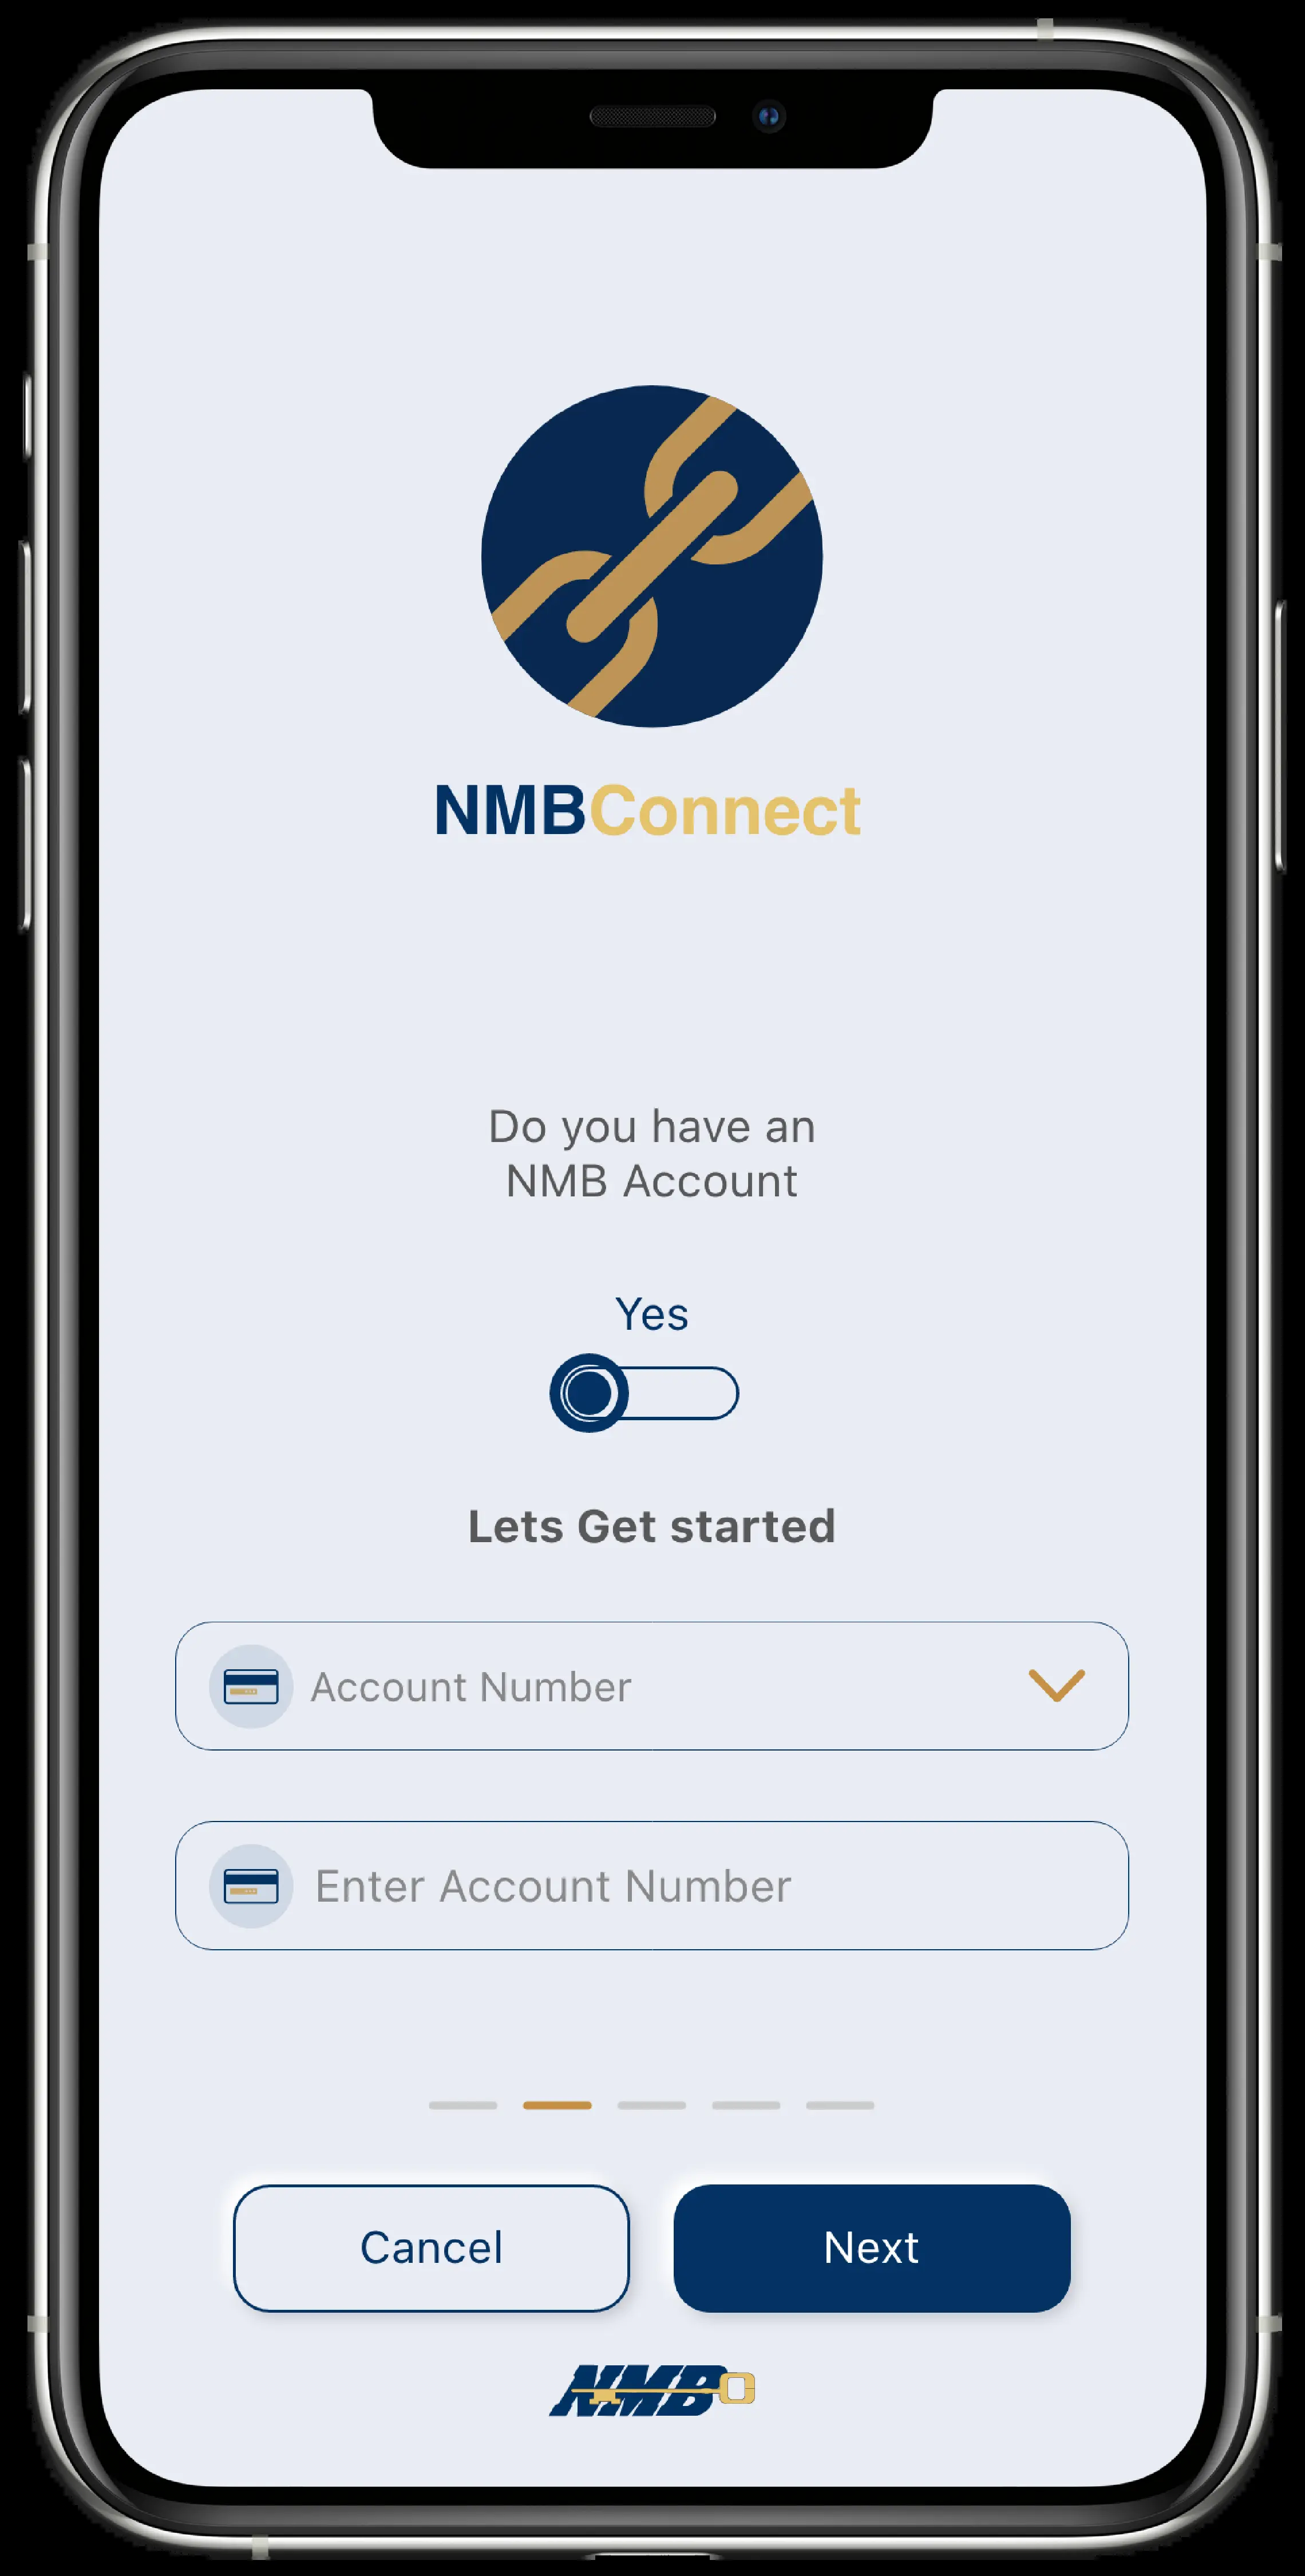 NMBConnect
Do you have an
NMB Account
Yes
Lets Get started
Account Number
Enter Account Number
Cancel
Next
NMB